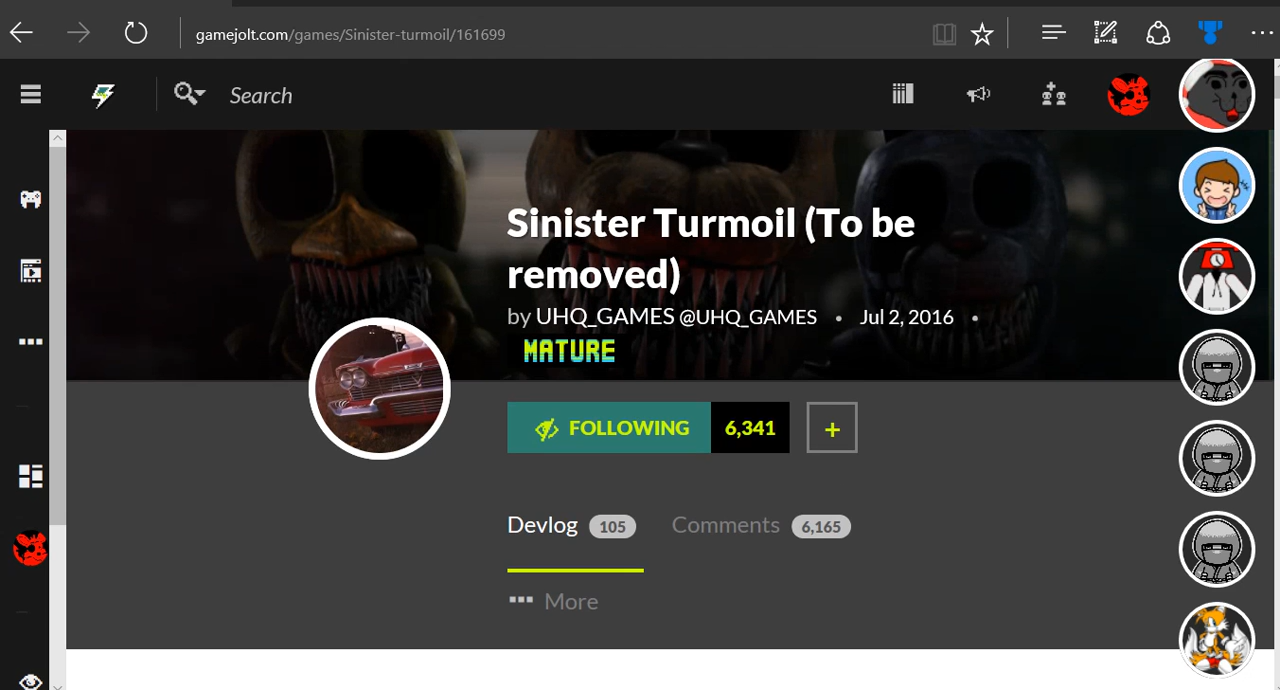 gamejolt.com/games/Sinister-turmoil/161699
Search
Sinister Turmoil (To be
removed)
by UHQ_GAMES @UHQ_GAMES • Jul 2, 2016 •
MATURE
FOLLOWING 6,341 +
Devlog 105 Comments 6,165
More